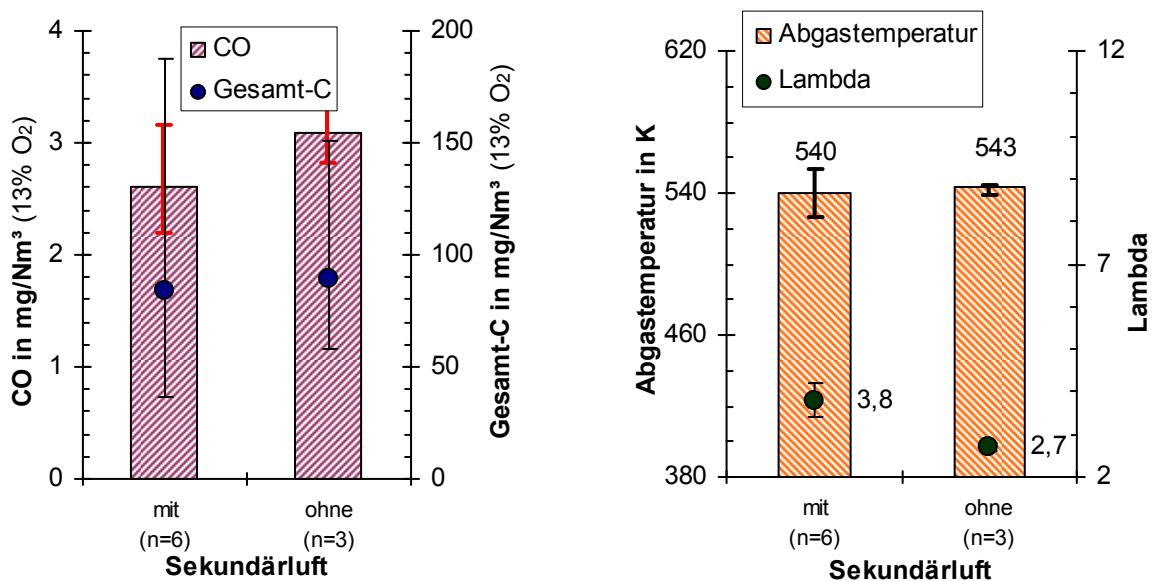 CO
Gesamt-C
CO in mg/Nm³ (13% O2)
4
3
2
1
0
200
150
100
50
0
Gesamt-C in mg/Nm³ (13% O2)
mit
(n=6)
ohne
(n=3)
Sekundärluft
Abgastemperatur
Lambda
Abgastemperatur in K
620
540
460
380
540
543
3,8
2,7
12
7
2
Lambda
mit
(n=6)
ohne
(n=3)
Sekundärluft